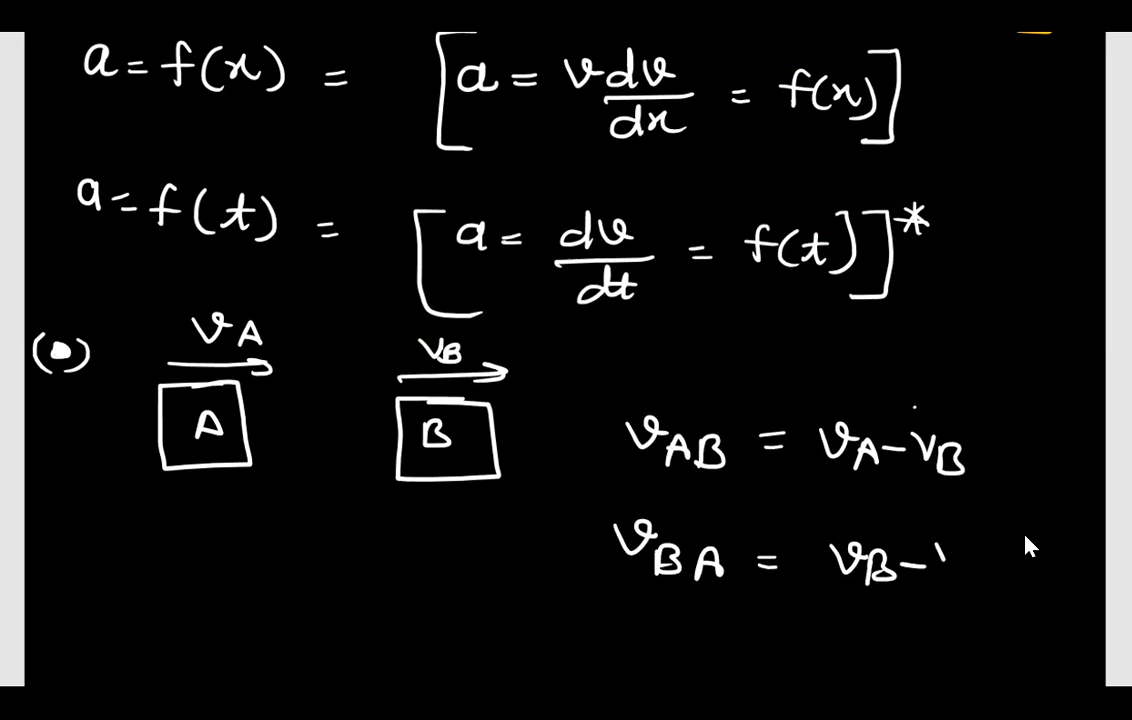 a = f(x) = [a = v dv/dx = f(x)]
a = f(t) = [a = dv/dt = f(t)]*
(•) vA vB
A B
vAB = vA - vB
vBA = vB -